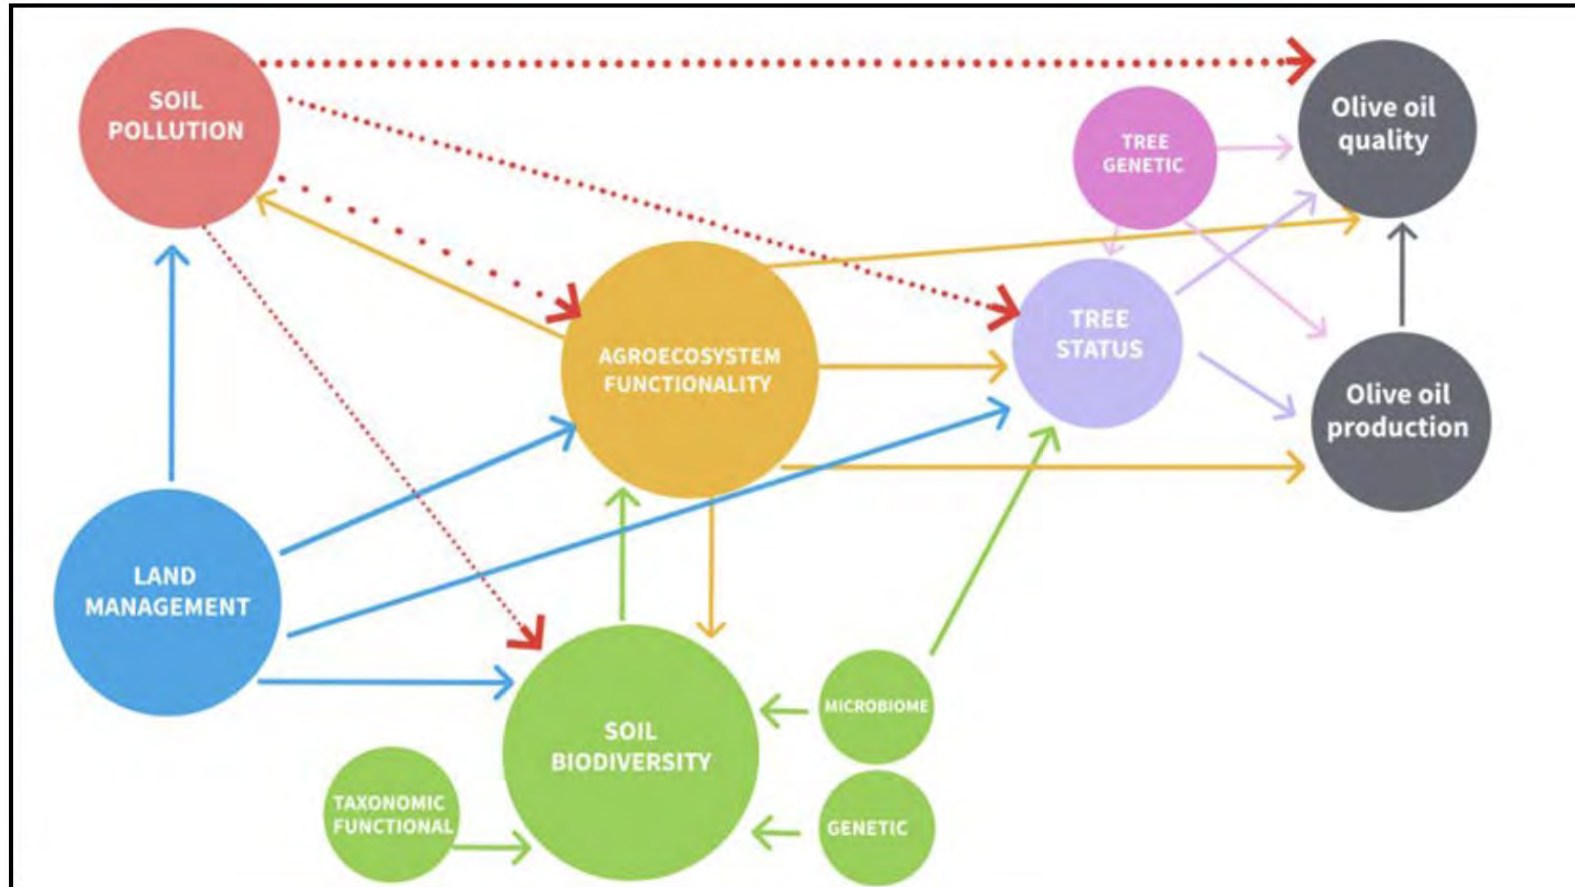 SOIL
POLLUTION
Olive oil
quality
TREE
GENETIC
TREE
STATUS
AGROECOSYSTEM
FUNCTIONALITY
Olive oil
production
LAND
MANAGEMENT
SOIL
BIODIVERSITY
MICROBIOME
TAXONOMIC
FUNCTIONAL
GENETIC